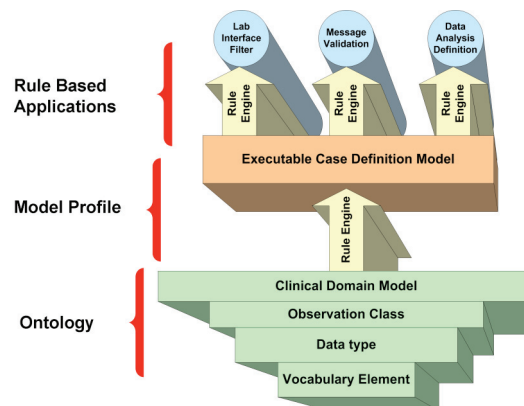 Lab
Interface
Filter
Message
Validation
Data
Analysis
Definition
Rule Based
Applications
Rule
Engine
Rule
Engine
Rule
Engine
Executable Case Definition Model
Model Profile
Rule Engine
Clinical Domain Model
Observation Class
Ontology
Data type
Vocabulary Element